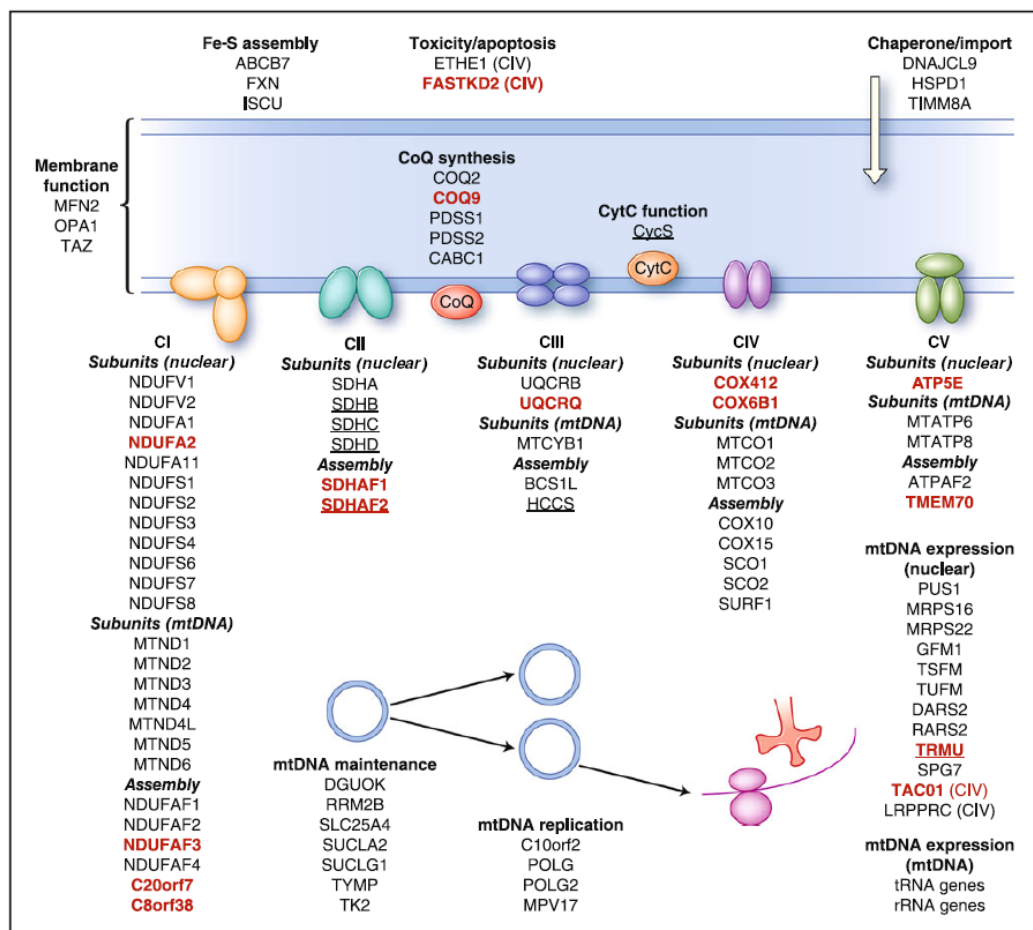 Fe-S assembly
ABCB7
FXN
ISCU
Toxicity/apoptosis
ETHE1 (CIV)
FASTKD2 (CIV)
Chaperone/import
DNAJCL9
HSPD1
TIMM8A
Membrane
function
MFN2
OPA1
TAZ
CoQ synthesis
COQ2
COQ9
PDSS1
PDSS2
CABC1
CytC function
CycS
CytC
CoQ
CI
Subunits (nuclear)
NDUFV1
NDUFV2
NDUFA1
NDUFA2
NDUFA11
NDUFS1
NDUFS2
NDUFS3
NDUFS4
NDUFS6
NDUFS7
NDUFS8
Subunits (mtDNA)
MTND1
MTND2
MTND3
MTND4
MTND4L
MTND5
MTND6
Assembly
NDUFAF1
NDUFAF2
NDUFAF3
NDUFAF4
C20orf7
C8orf38
CII
Subunits (nuclear)
SDHA
SDHB
SDHC
SDHD
Assembly
SDHAF1
SDHAF2
CIII
Subunits (nuclear)
UQCRB
UQCRQ
Subunits (mtDNA)
MTCYB1
Assembly
BCS1L
HCCS
CIV
Subunits (nuclear)
COX412
COX6B1
Subunits (mtDNA)
MTCO1
MTCO2
MTCO3
Assembly
COX10
COX15
SCO1
SCO2
SURF1
CV
Subunits (nuclear)
ATP5E
Subunits (mtDNA)
MTATP6
MTATP8
Assembly
ATPAF2
TMEM70
mtDNA maintenance
DGUOK
RRM2B
SLC25A4
SUCLA2
SUCLG1
TYMP
TK2
mtDNA replication
C10orf2
POLG
POLG2
MPV17
mtDNA expression
(nuclear)
PUS1
MRPS16
MRPS22
GFM1
TSFM
TUFM
DARS2
RARS2
TRMU
SPG7
TAC01 (CIV)
LRPPRC (CIV)
mtDNA expression
(mtDNA)
tRNA genes
rRNA genes